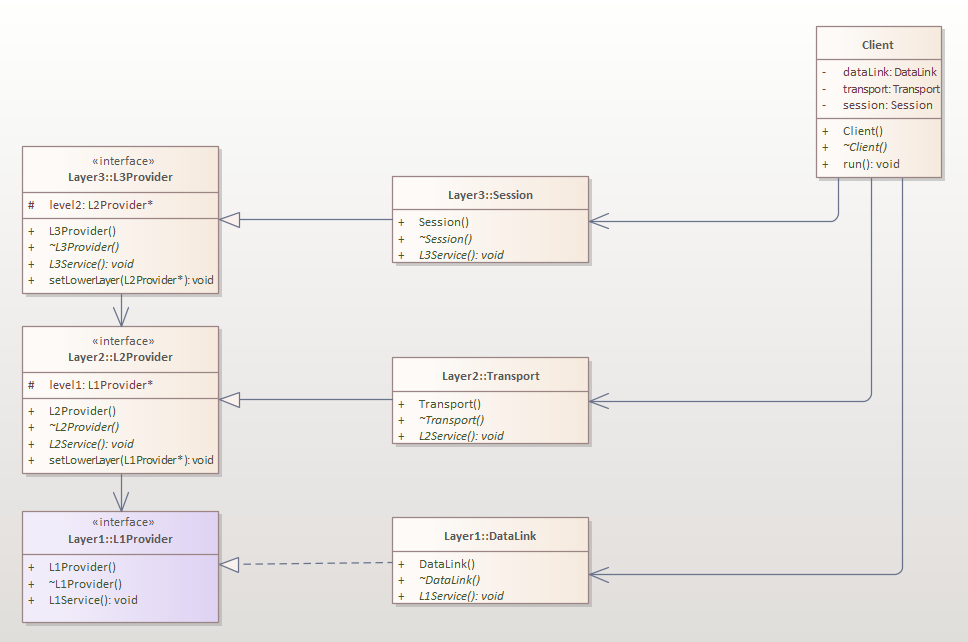 Client
- dataLink: DataLink
- transport: Transport
- session: Session
+ Client()
+ ~Client()
+ run(): void
«interface»
Layer3::L3Provider
# level2: L2Provider*
+ L3Provider()
+ ~L3Provider()
+ L3Service(): void
+ setLowerLayer(L2Provider*): void
Layer3::Session
+ Session()
+ ~Session()
+ L3Service(): void
«interface»
Layer2::L2Provider
# level1: L1Provider*
+ L2Provider()
+ ~L2Provider()
+ L2Service(): void
+ setLowerLayer(L1Provider*): void
Layer2::Transport
+ Transport()
+ ~Transport()
+ L2Service(): void
«interface»
Layer1::L1Provider
+ L1Provider()
+ ~L1Provider()
+ L1Service(): void
Layer1::DataLink
+ DataLink()
+ ~DataLink()
+ L1Service(): void